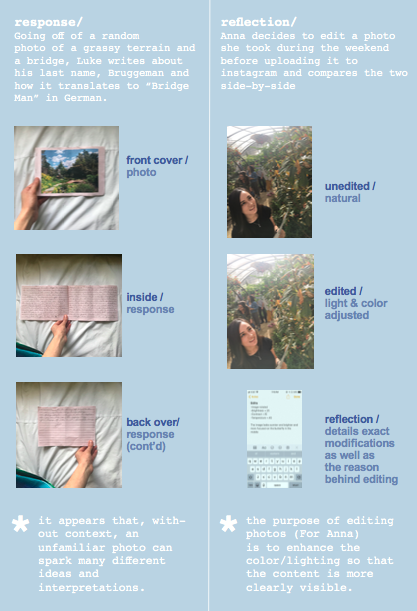 response/
Going off of a random
photo of a grassy terrain and
a bridge, Luke writes about
his last name, Bruggeman and
how it translates to “Bridge
Man” in German.
front cover /
photo
inside /
response
back over/
response
(cont’d)
* it appears that, with-
out context, an
unfamiliar photo can
spark many different
ideas and
interpretations.
reflection/
Anna decides to edit a photo
she took during the weekend
before uploading it to
instagram and compares the two
side-by-side
unedited /
natural
edited /
light & color
adjusted
reflection /
details exact
modifications
as well as
the reason
behind editing
* the purpose of editing
photos (For Anna)
is to enhance the
color/lighting so that
the content is more
clearly visible.